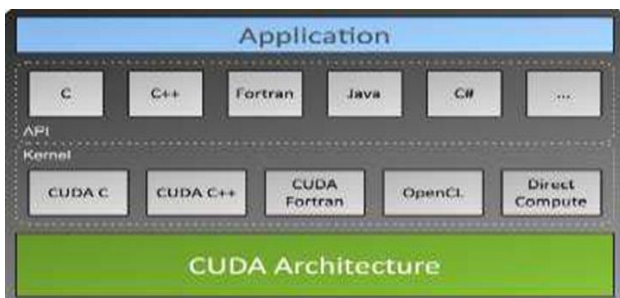 Application
C
C++
Fortran
Java
C#
...
API
Kernel
CUDA C
CUDA C++
CUDA
Fortran
OpenCL
Direct
Compute
CUDA Architecture